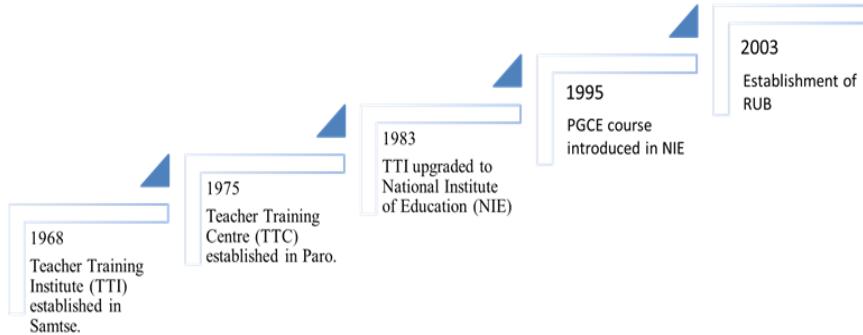 1968
Teacher Training
Institute (TTI)
established in
Samtse.
1975
Teacher Training
Centre (TTC)
established in Paro.
1983
TTI upgraded to
National Institute
of Education (NIE)
1995
PGCE course
introduced in NIE
2003
Establishment of
RUB